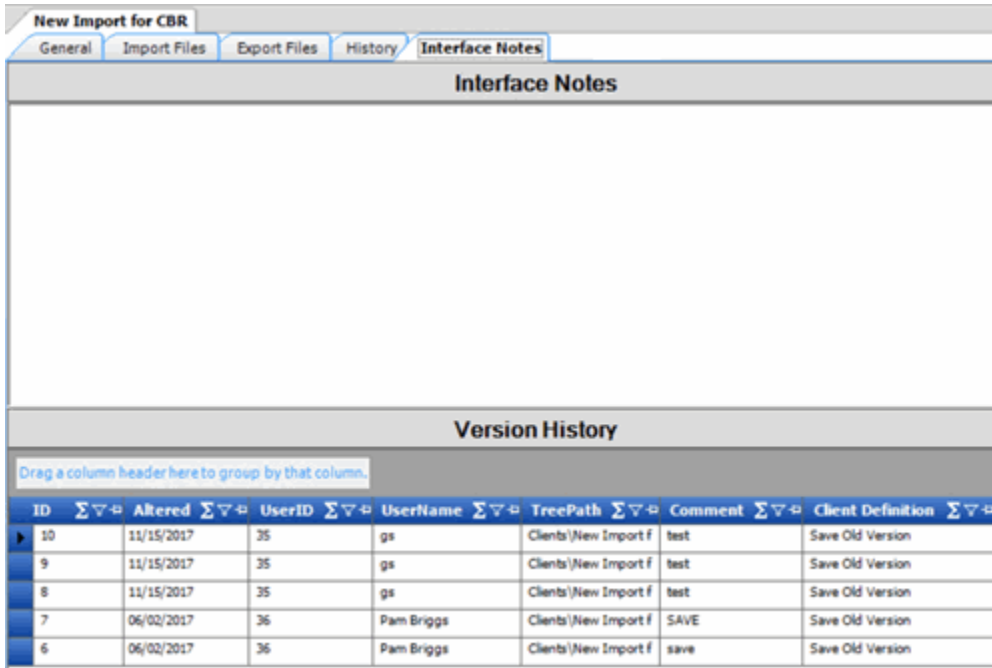 New Import for CBR
General Import Files Export Files History Interface Notes
Interface Notes
Version History
Drag a column header here to group by that column.
ID Σ Altered Σ UserID Σ UserName Σ TreePath Σ Comment Σ Client Definition Σ
10 11/15/2017 35 gs Clients\New Import f test Save Old Version
9 11/15/2017 35 gs Clients\New Import f test Save Old Version
8 11/15/2017 35 gs Clients\New Import f test Save Old Version
7 06/02/2017 36 Pam Briggs Clients\New Import f SAVE Save Old Version
6 06/02/2017 36 Pam Briggs Clients\New Import f save Save Old Version